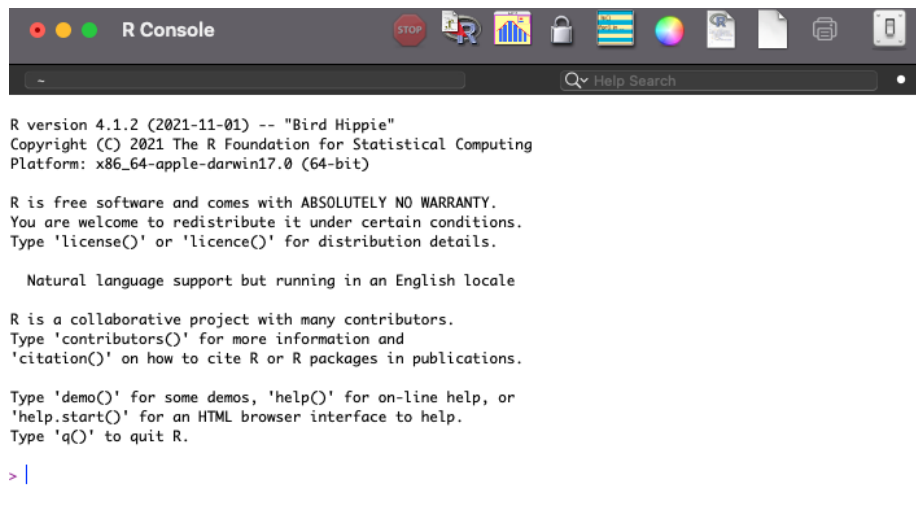 R Console
STOP
~
Help Search
R version 4.1.2 (2021-11-01) -- "Bird Hippie"
Copyright (C) 2021 The R Foundation for Statistical Computing
Platform: x86_64-apple-darwin17.0 (64-bit)
R is free software and comes with ABSOLUTELY NO WARRANTY.
You are welcome to redistribute it under certain conditions.
Type 'license()' or 'licence()' for distribution details.
Natural language support but running in an English locale
R is a collaborative project with many contributors.
Type 'contributors()' for more information and
'citation()' on how to cite R or R packages in publications.
Type 'demo()' for some demos, 'help()' for on-line help, or
'help.start()' for an HTML browser interface to help.
Type 'q()' to quit R.
>